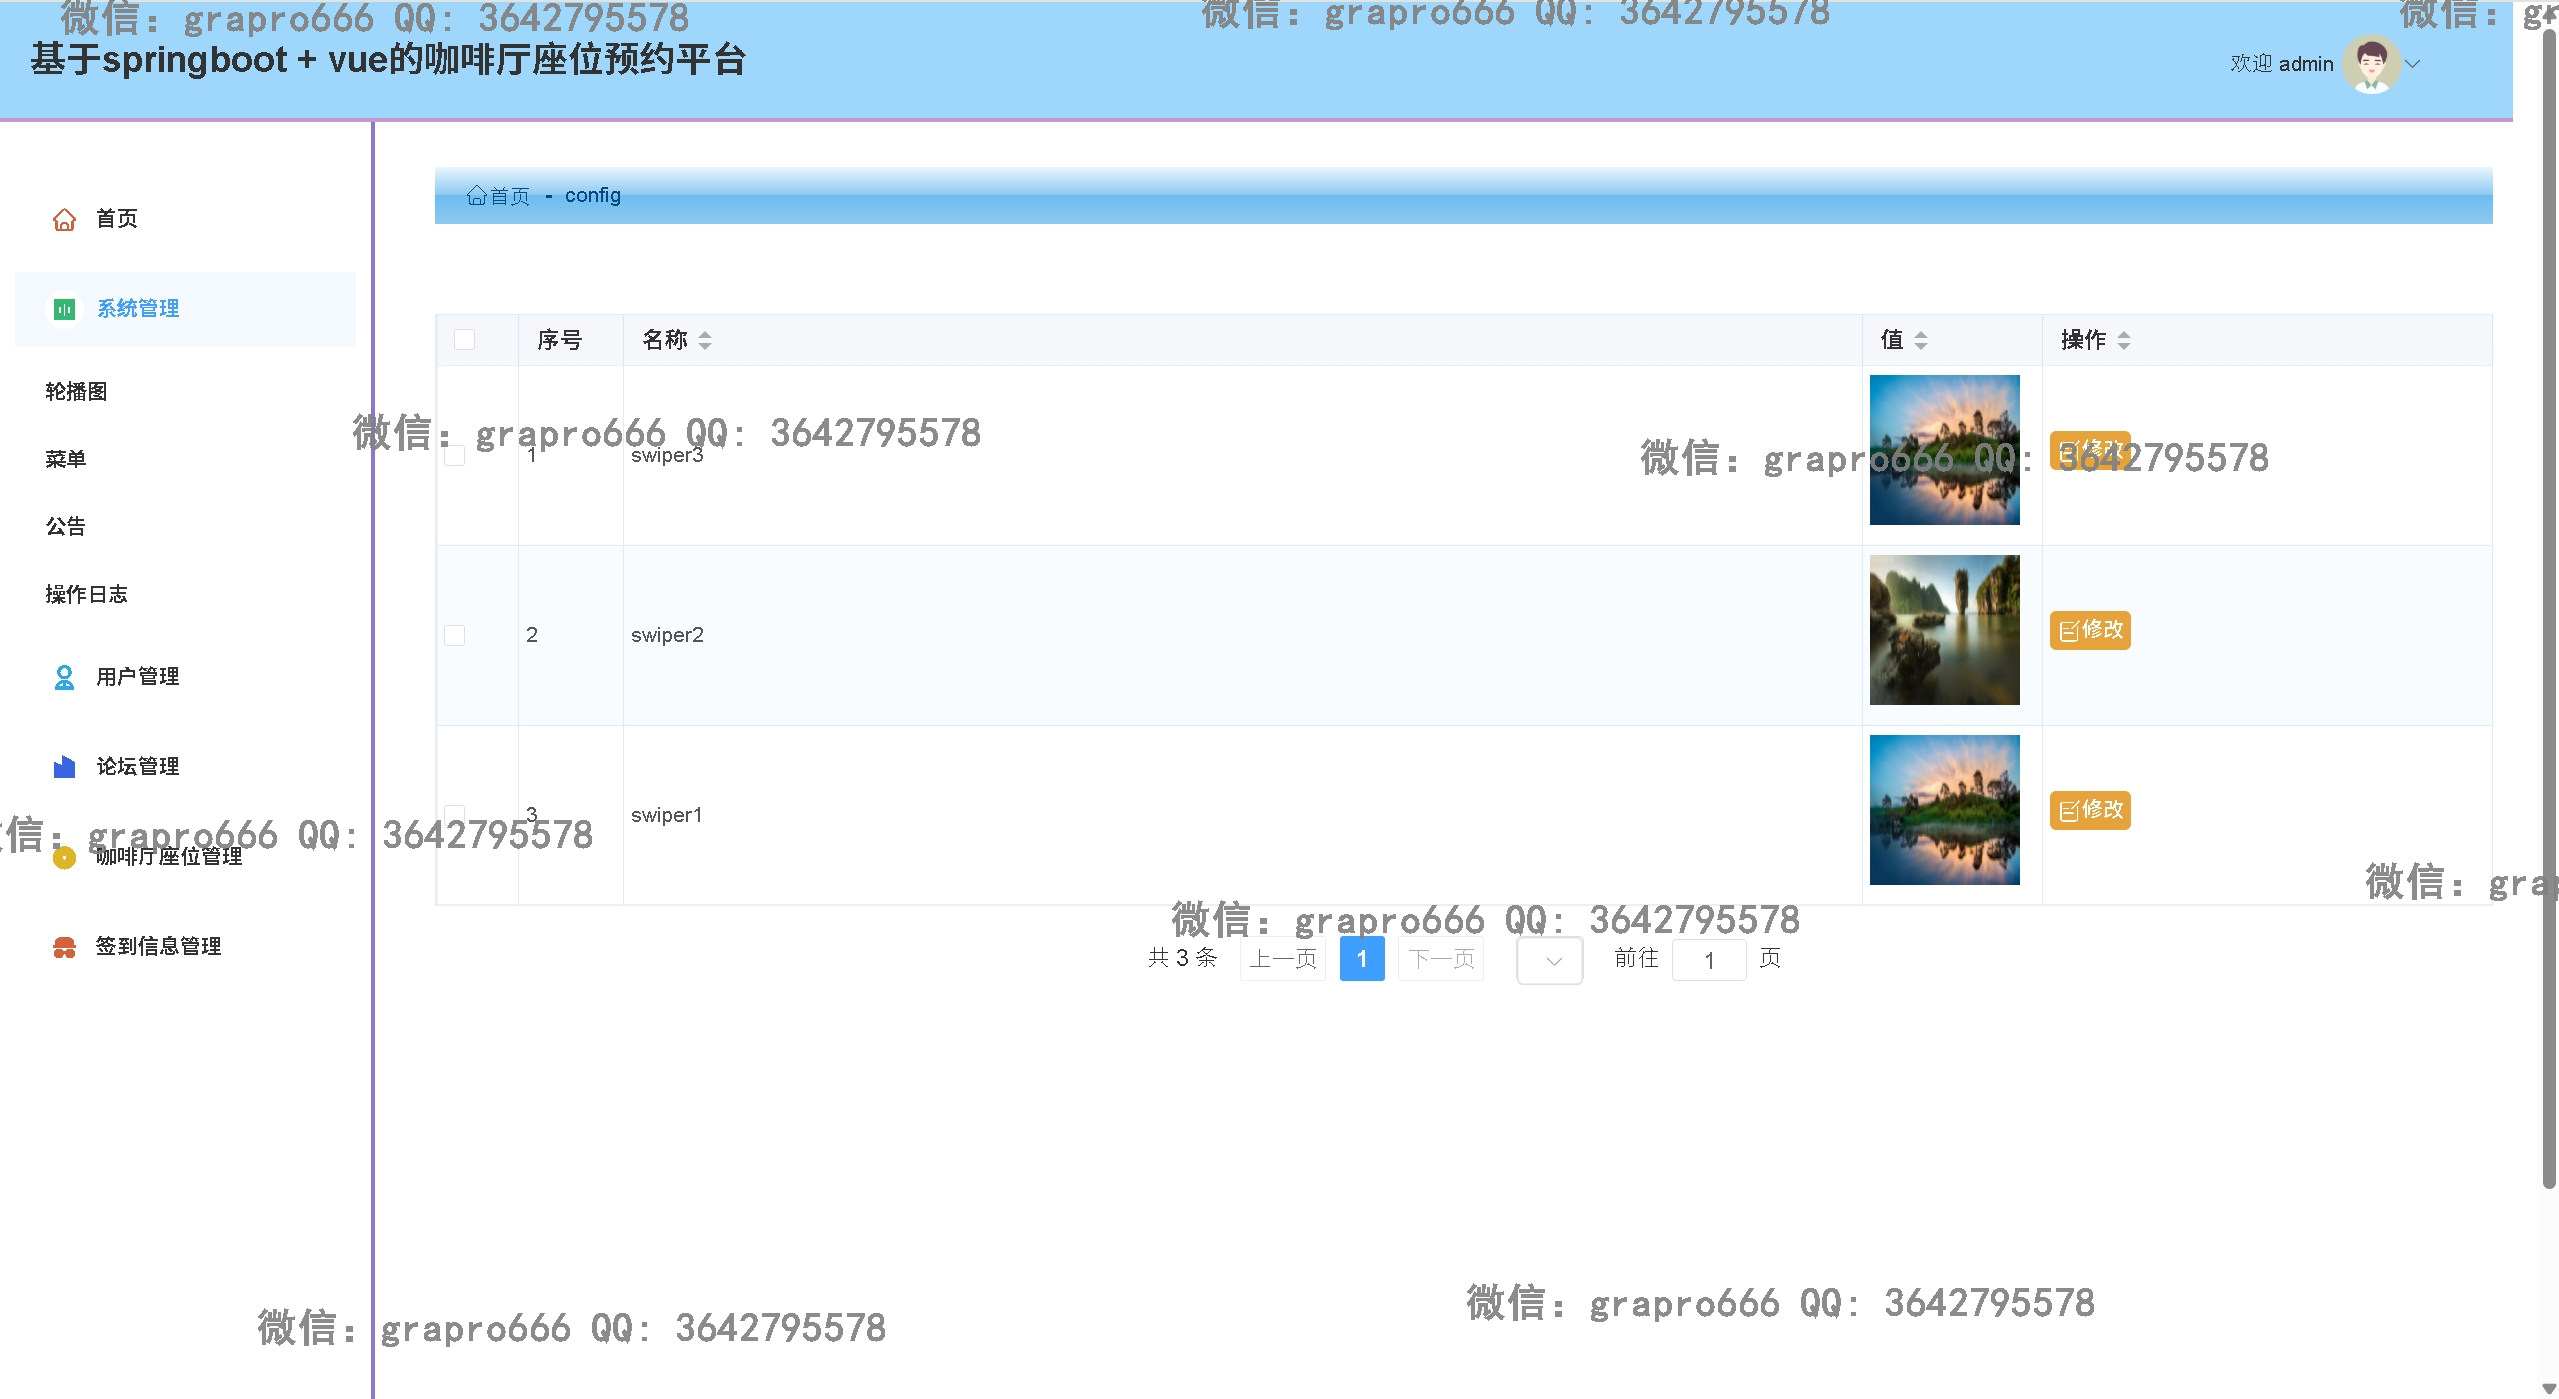 微信: grapro666 QQ: 3642795578
微信: grapro666 QQ: 3642795578
微信: gr
基于springboot + vue的咖啡厅座位预约平台
欢迎 admin
首页 - config
首页
系统管理
轮播图
菜单
公告
操作日志
用户管理
论坛管理
咖啡厅座位管理
签到信息管理
序号 名称 值 操作
微信: grapro666 QQ: 3642795578
1 swiper3 修改
微信: grapro666 QQ: 3642795578
2 swiper2 修改
3 swiper1 修改
信: grapro666 QQ: 3642795578
微信: grap
微信: grapro666 QQ: 3642795578
共 3 条 上一页 1 下一页 前往 1 页
微信: grapro666 QQ: 3642795578
微信: grapro666 QQ: 3642795578